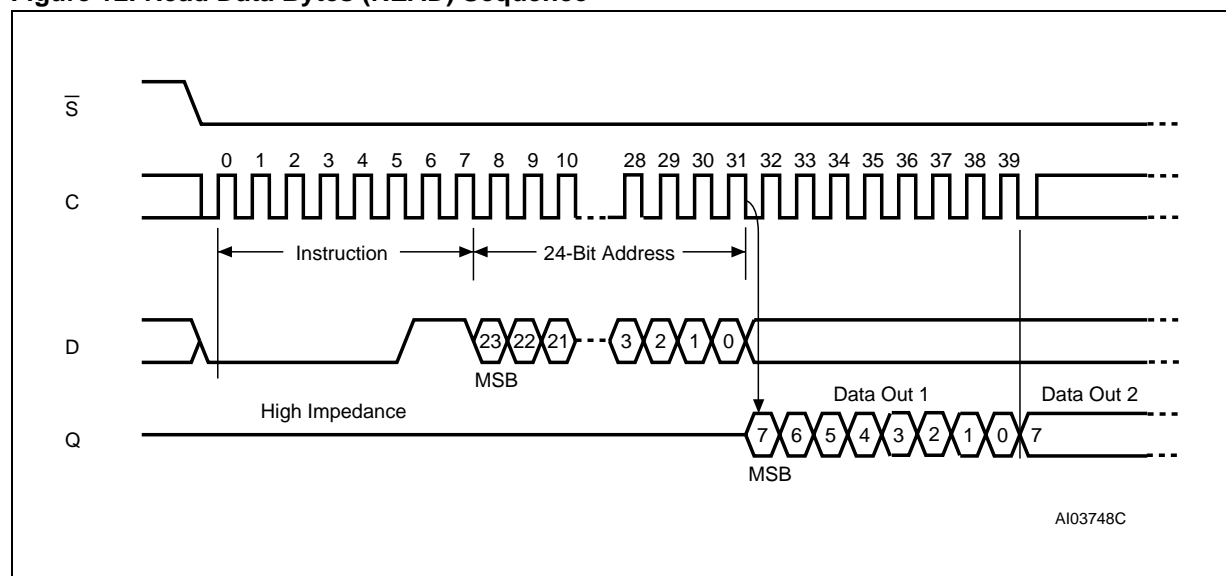 S
0 1 2 3 4 5 6 7 8 9 10 28 29 30 31 32 33 34 35 36 37 38 39
C
Instruction 24-Bit Address
D
23 22 21 3 2 1 0
MSB
High Impedance Data Out 1 Data Out 2
Q
7 6 5 4 3 2 1 0 7
MSB
AI03748C